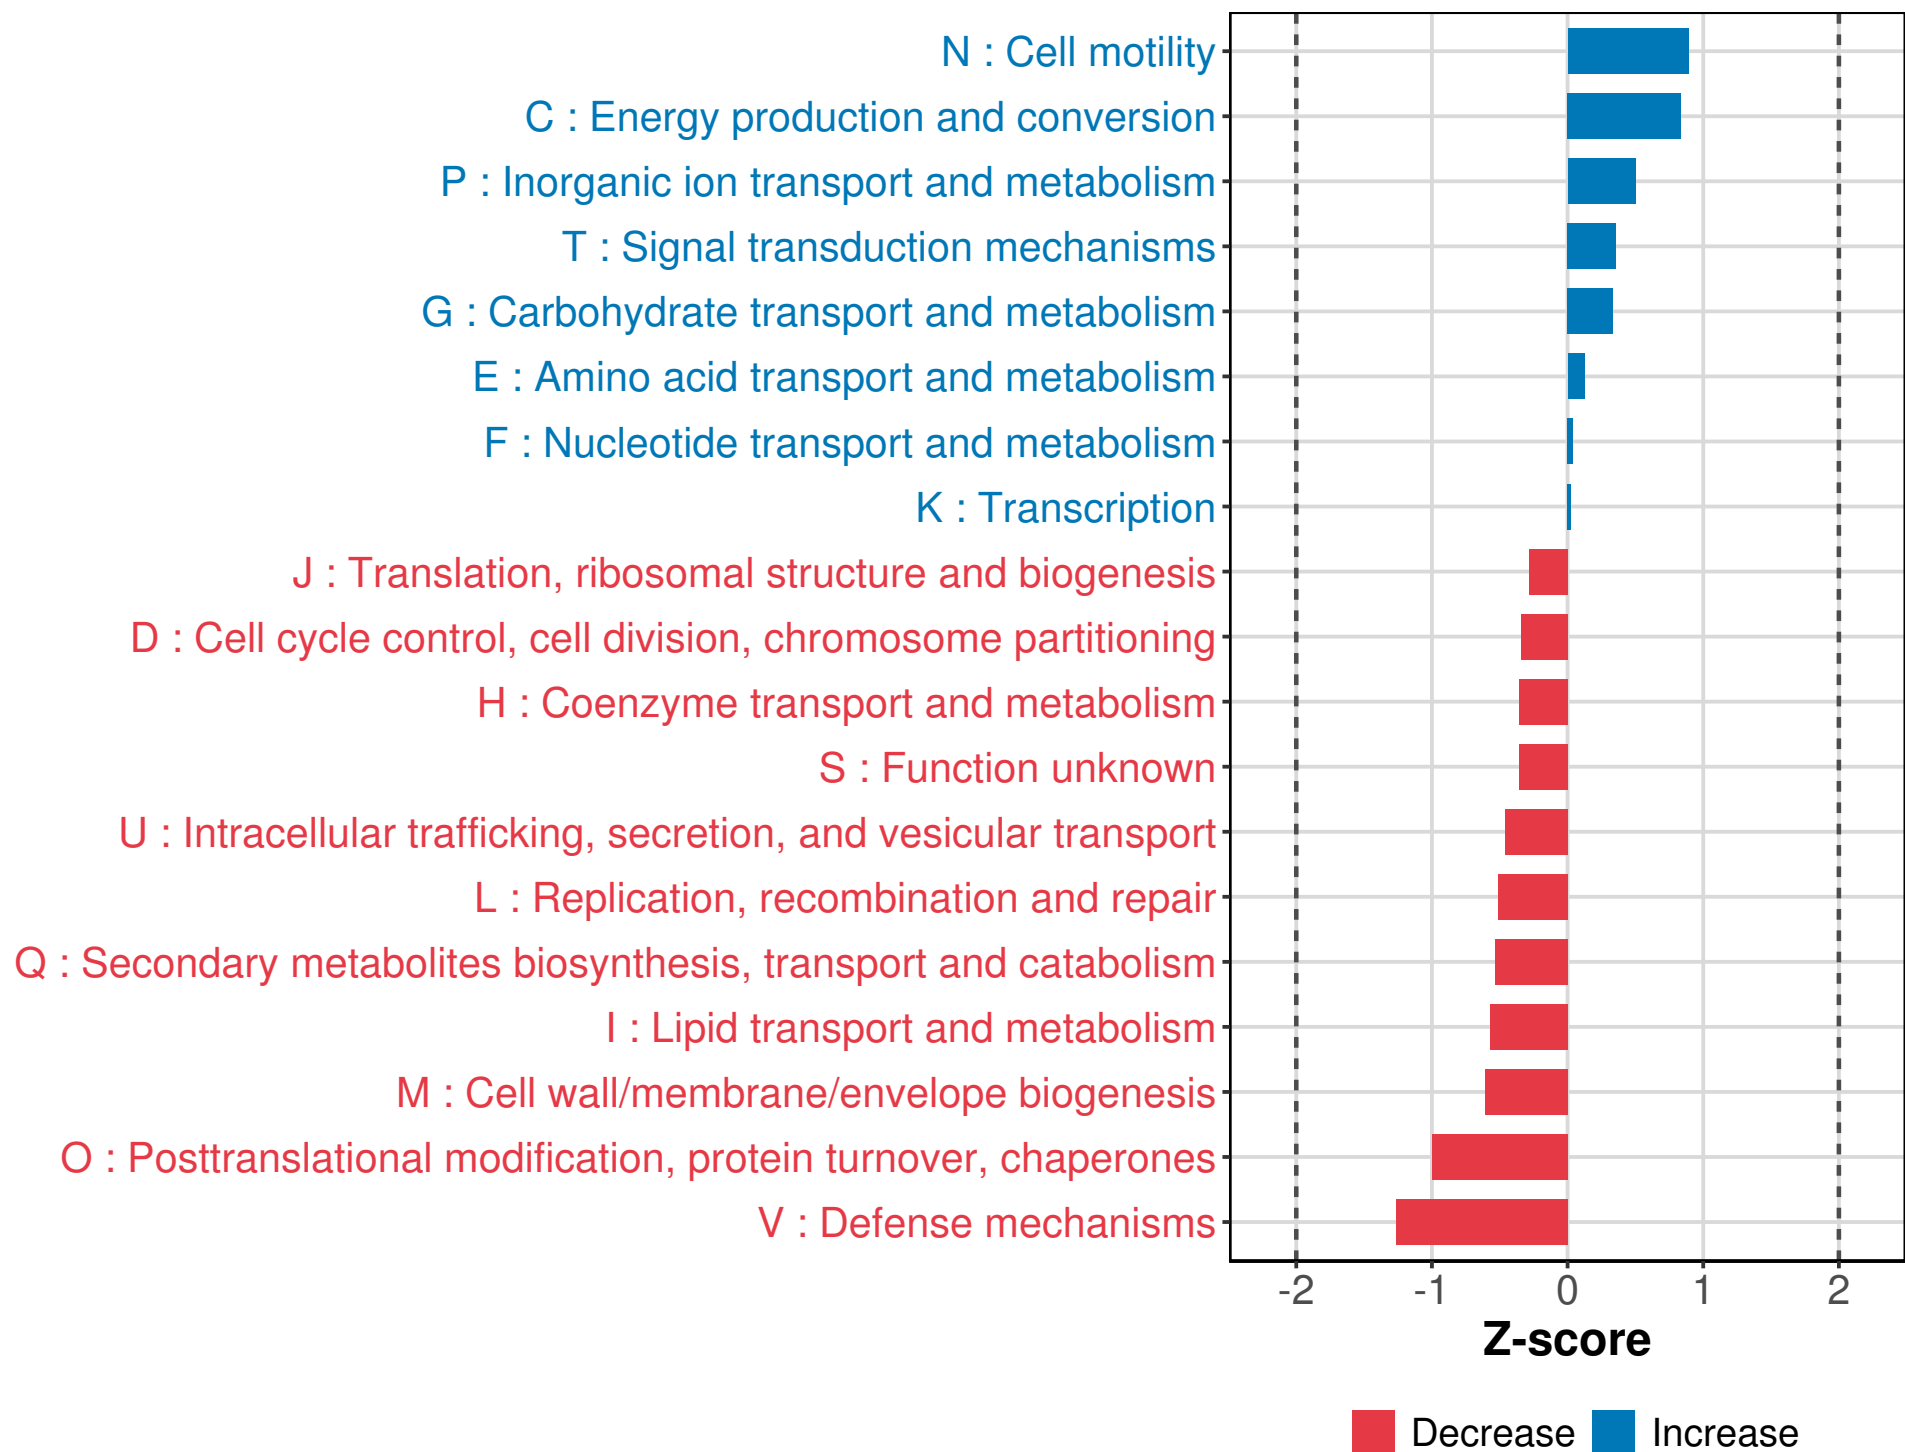 N : Cell motility
C : Energy production and conversion
P : Inorganic ion transport and metabolism
T : Signal transduction mechanisms
G : Carbohydrate transport and metabolism
E : Amino acid transport and metabolism
F : Nucleotide transport and metabolism
K : Transcription
J : Translation, ribosomal structure and biogenesis
D : Cell cycle control, cell division, chromosome partitioning
H : Coenzyme transport and metabolism
S : Function unknown
U : Intracellular trafficking, secretion, and vesicular transport
L : Replication, recombination and repair
Q : Secondary metabolites biosynthesis, transport and catabolism
I : Lipid transport and metabolism
M : Cell wall/membrane/envelope biogenesis
O : Posttranslational modification, protein turnover, chaperones
V : Defense mechanisms
-2 -1 0 1 2
Z-score
Decrease Increase